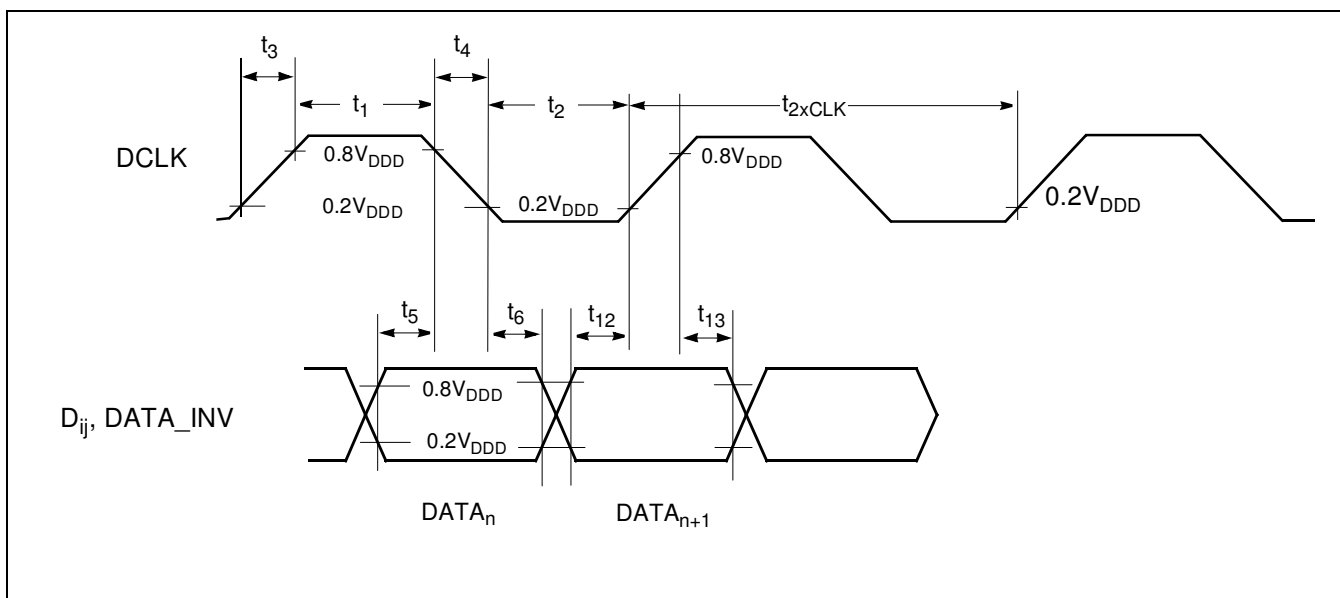 t3 t4
t1 t2 t2xCLK
DCLK 0.8VDDD 0.8VDDD
0.2VDDD 0.2VDDD 0.2VDDD
t5 t6 t12 t13
0.8VDDD
Dij, DATA_INV
0.2VDDD
DATAn DATAn+1